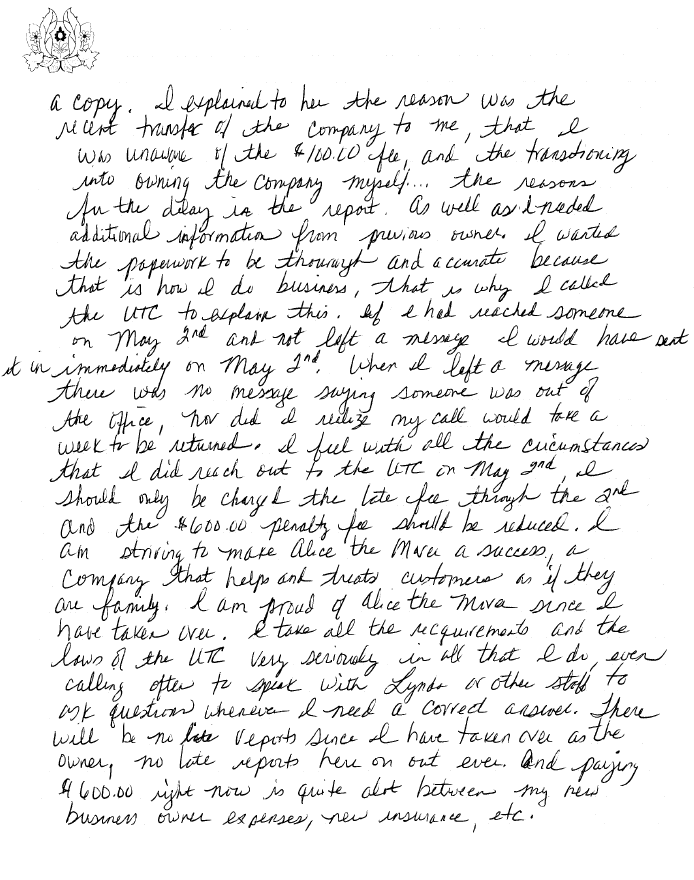 a copy. I explained to her the reason was the
recent transfer of the company to me, that I
was unaware of the $100.00 fee, and the transtioning
into owning the company myself... the reasons
for the dilay in the report. As well as I needed
additional information from previous owner. I wanted
the paperwork to be thourough and accurate because
that is how I do business, that is why I called
the UTC to explain this. If I had reached someone
on May 2nd and not left a message I would have sent
it in immediately on May 2nd. When I left a message
there was no message saying someone was out of
the office, nor did I realize my call would take a
week to be returned. I feel with all the circumstances
that I did reach out to the UTC on May 2nd, I
should only be charged the late fee through the 2nd
and the $600.00 penalty fee should be reduced. I
am striving to make Alice the Mover a success, a
company that helps and treats customers as if they
are family. I am proud of Alice the Mova since I
have taken over. I take all the recquirements and the
laws of the UTC very seriously in all that I do, even
calling often to speak with Lynda or other staff to
ask questions whenever I need a correct answer. There
will be no late reports since I have taken over as the
owner, no late reports here on out ever. And paying
$600.00 right now is quite alot between my new
business owner expenses, new insurance, etc.